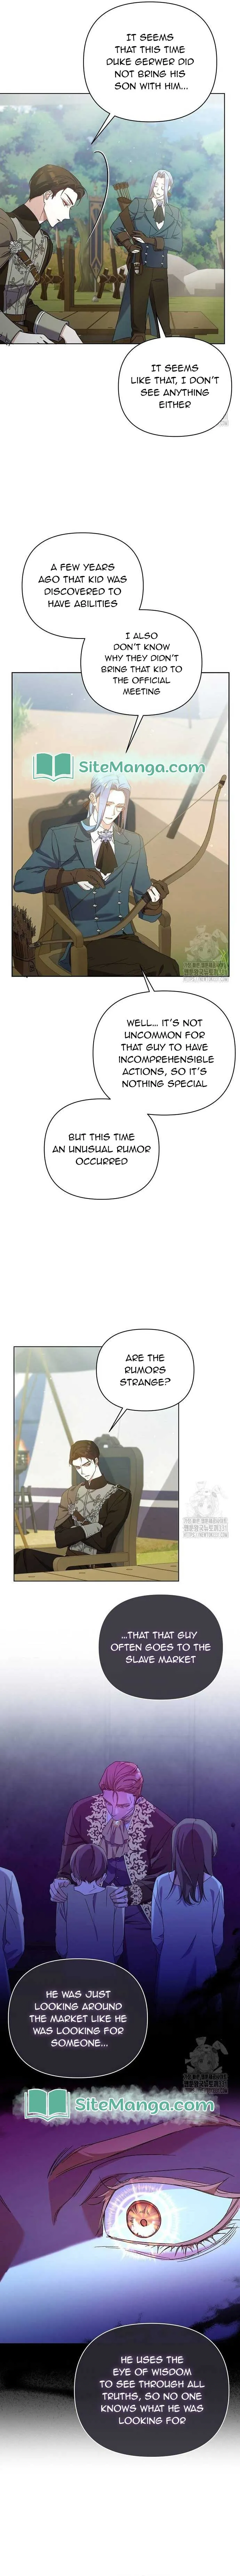 IT SEEMS
THAT THIS TIME
DUKE GERWER DID
NOT BRING HIS
SON WITH HIM...
IT SEEMS
LIKE THAT, I DON'T
SEE ANYTHING
EITHER
A FEW YEARS
AGO THAT KID WAS
DISCOVERED TO
HAVE ABILITIES
I ALSO
DON'T KNOW
WHY THEY DIDN'T
BRING THAT KID TO
THE OFFICIAL
MEETING
SiteManga.com
WELL... IT'S NOT
UNCOMMON FOR
THAT GUY TO HAVE
INCOMPREHENSIBLE
ACTIONS, SO IT'S
NOTHING SPECIAL
BUT THIS TIME
AN UNUSUAL RUMOR
OCCURRED
ARE THE
RUMORS
STRANGE?
...THAT THAT GUY
OFTEN GOES TO THE
SLAVE MARKET
HE WAS JUST
LOOKING AROUND
THE MARKET LIKE HE
WAS LOOKING FOR
SOMEONE...
SiteManga.com
HE USES THE
EYE OF WISDOM
TO SEE THROUGH ALL
TRUTHS, SO NO ONE
KNOWS WHAT HE WAS
LOOKING FOR